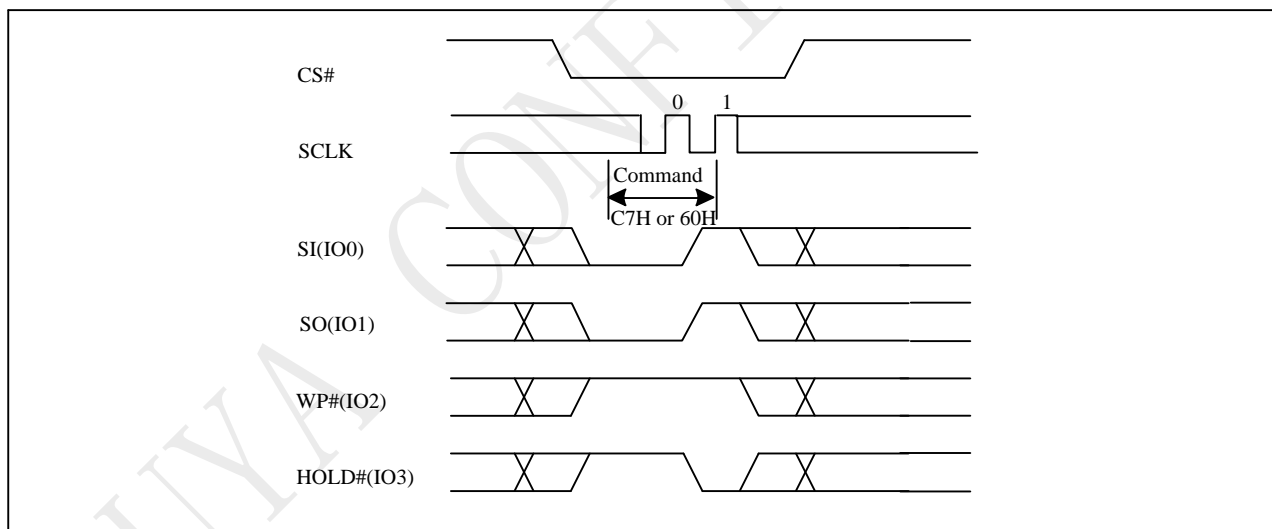 CS#
0 1
SCLK
Command
C7H or 60H
SI(IO0)
SO(IO1)
WP#(IO2)
HOLD#(IO3)